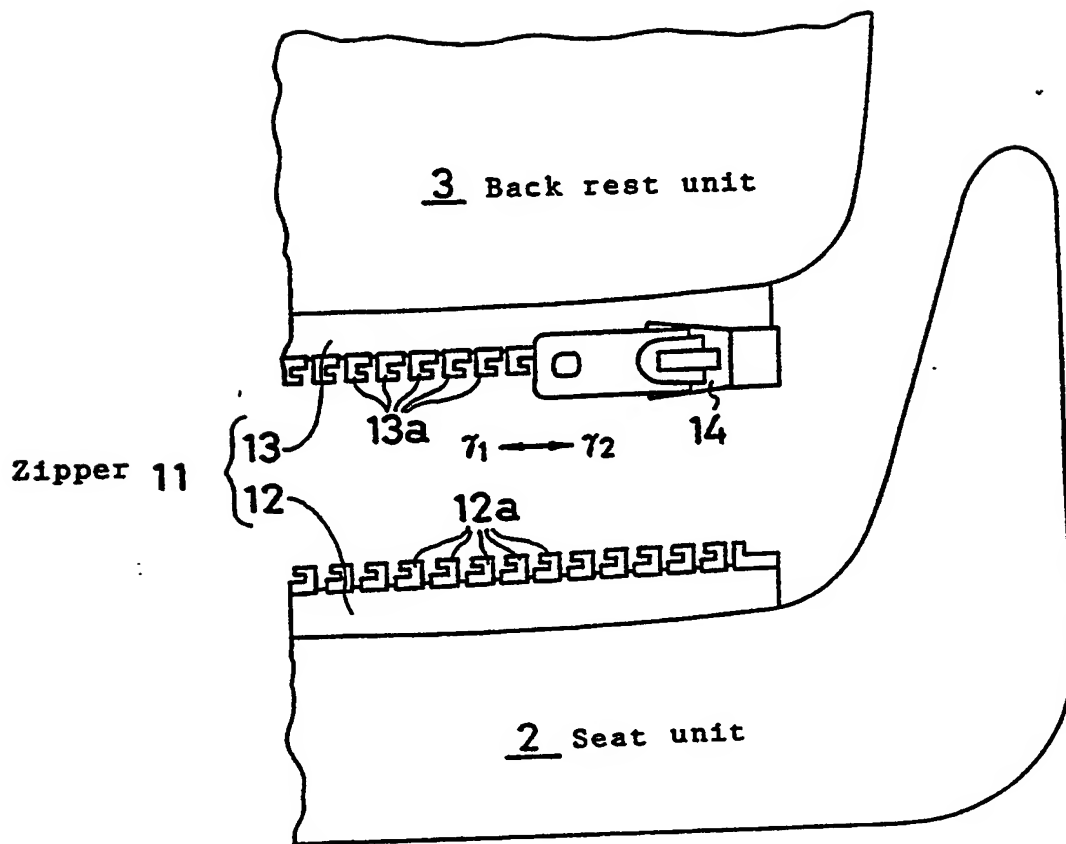 3 Back rest unit
13a
14
γ1 ↔ γ2
Zipper 11
13
12
12a
2 Seat unit